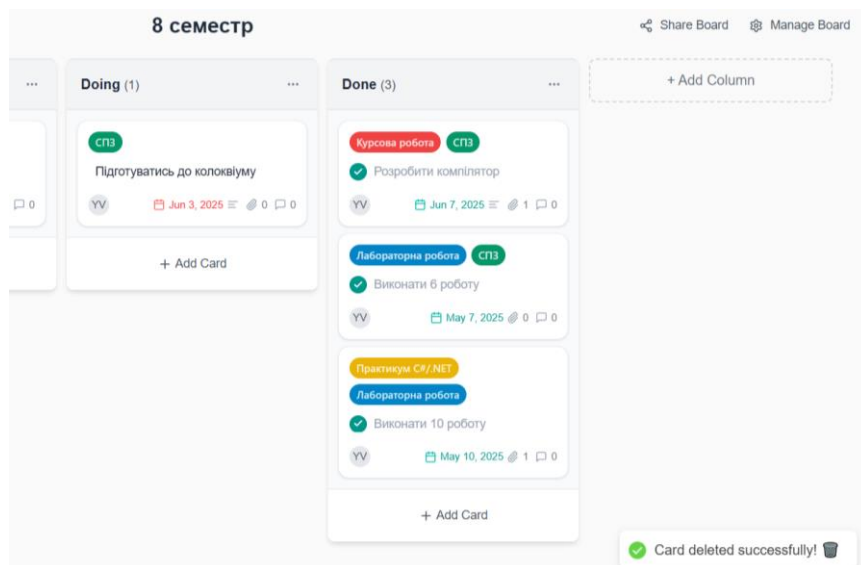 8 семестр
Share Board
Manage Board
...
0
Doing (1)
...
СПЗ
Підготуватись до колоквіуму
YV
Jun 3, 2025
0
0
+ Add Card
Done (3)
...
Курсова робота
СПЗ
Розробити компілятор
YV
Jun 7, 2025
1
0
Лабораторна робота
СПЗ
Виконати 6 роботу
YV
May 7, 2025
0
0
Практикум C#/.NET
Лабораторна робота
Виконати 10 роботу
YV
May 10, 2025
1
0
+ Add Card
+ Add Column
Card deleted successfully!